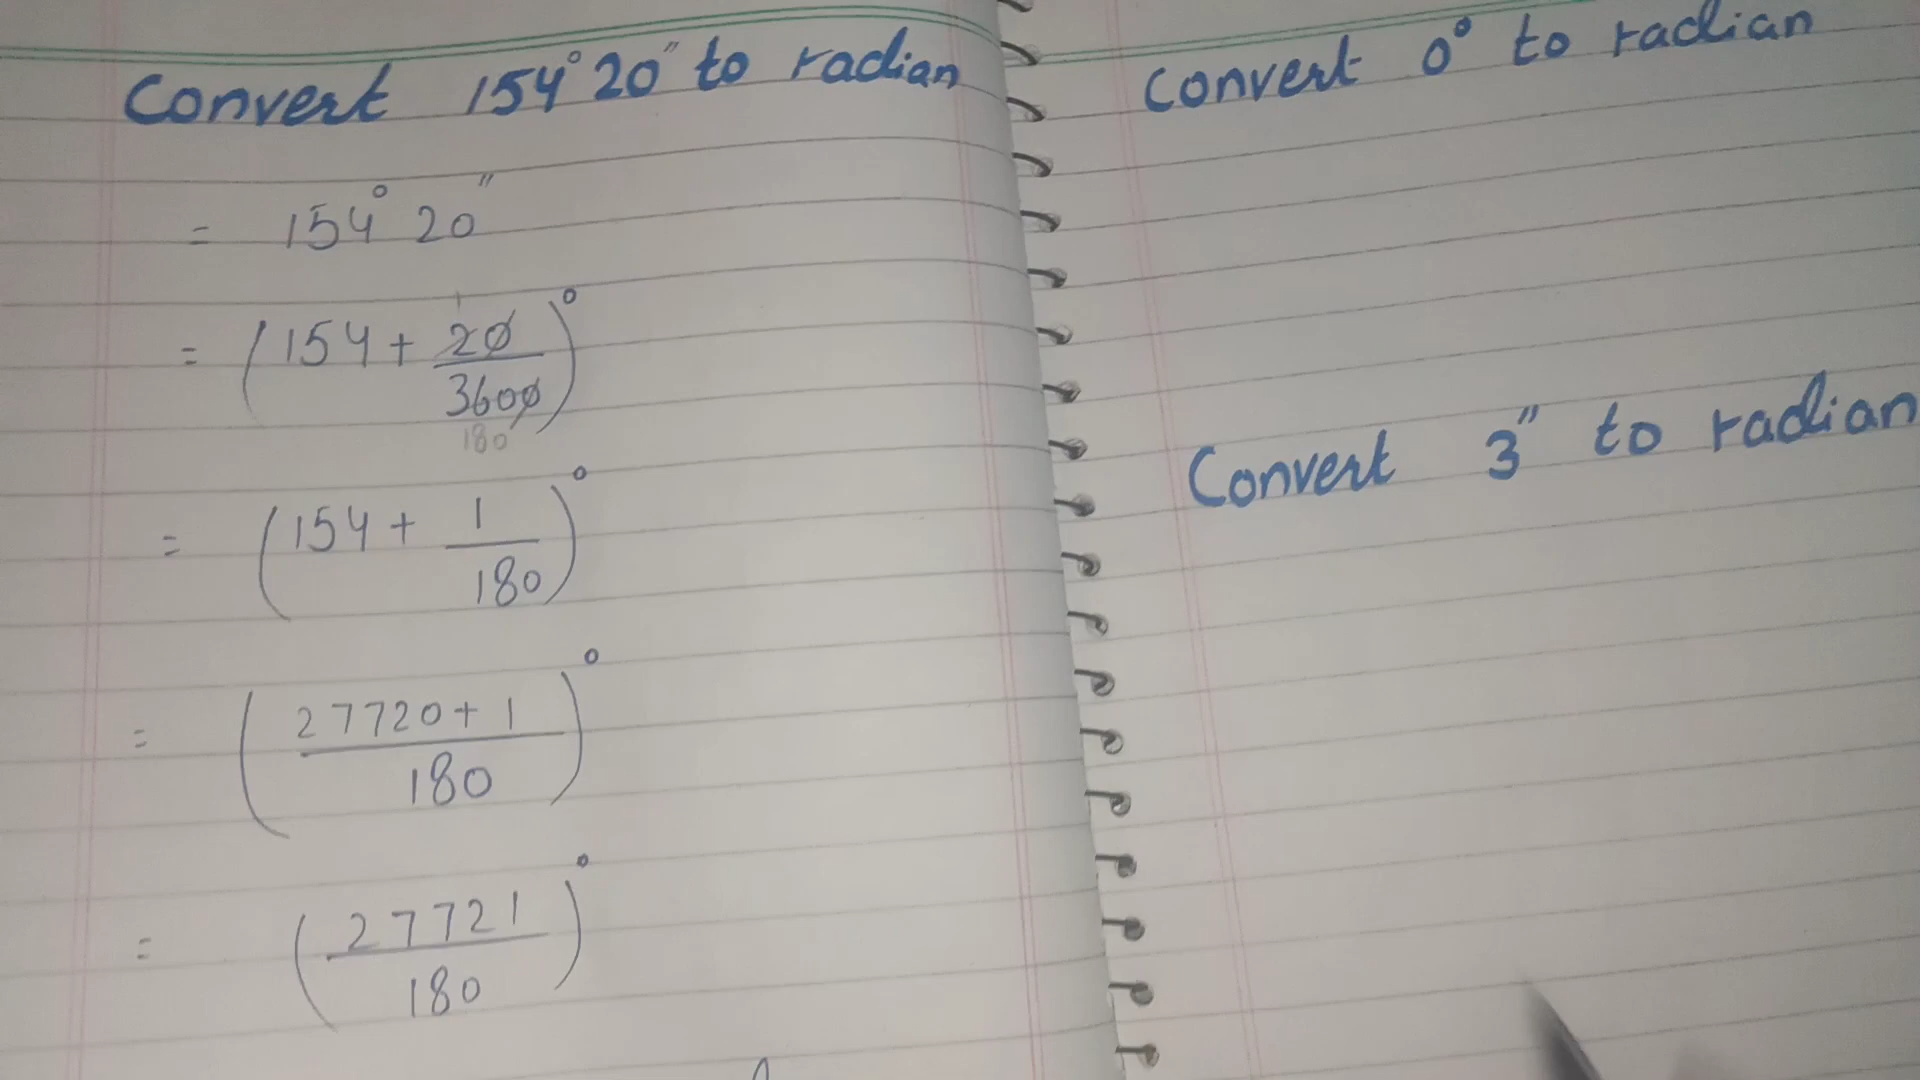 Convert 154° 20" to radian
= 154° 20"
= (154 + 20/3600)°
1
180
= (154 + 1/180)°
= (27720 + 1/180)°
= (27721/180)°
Convert 0° to radian
Convert 3" to radian